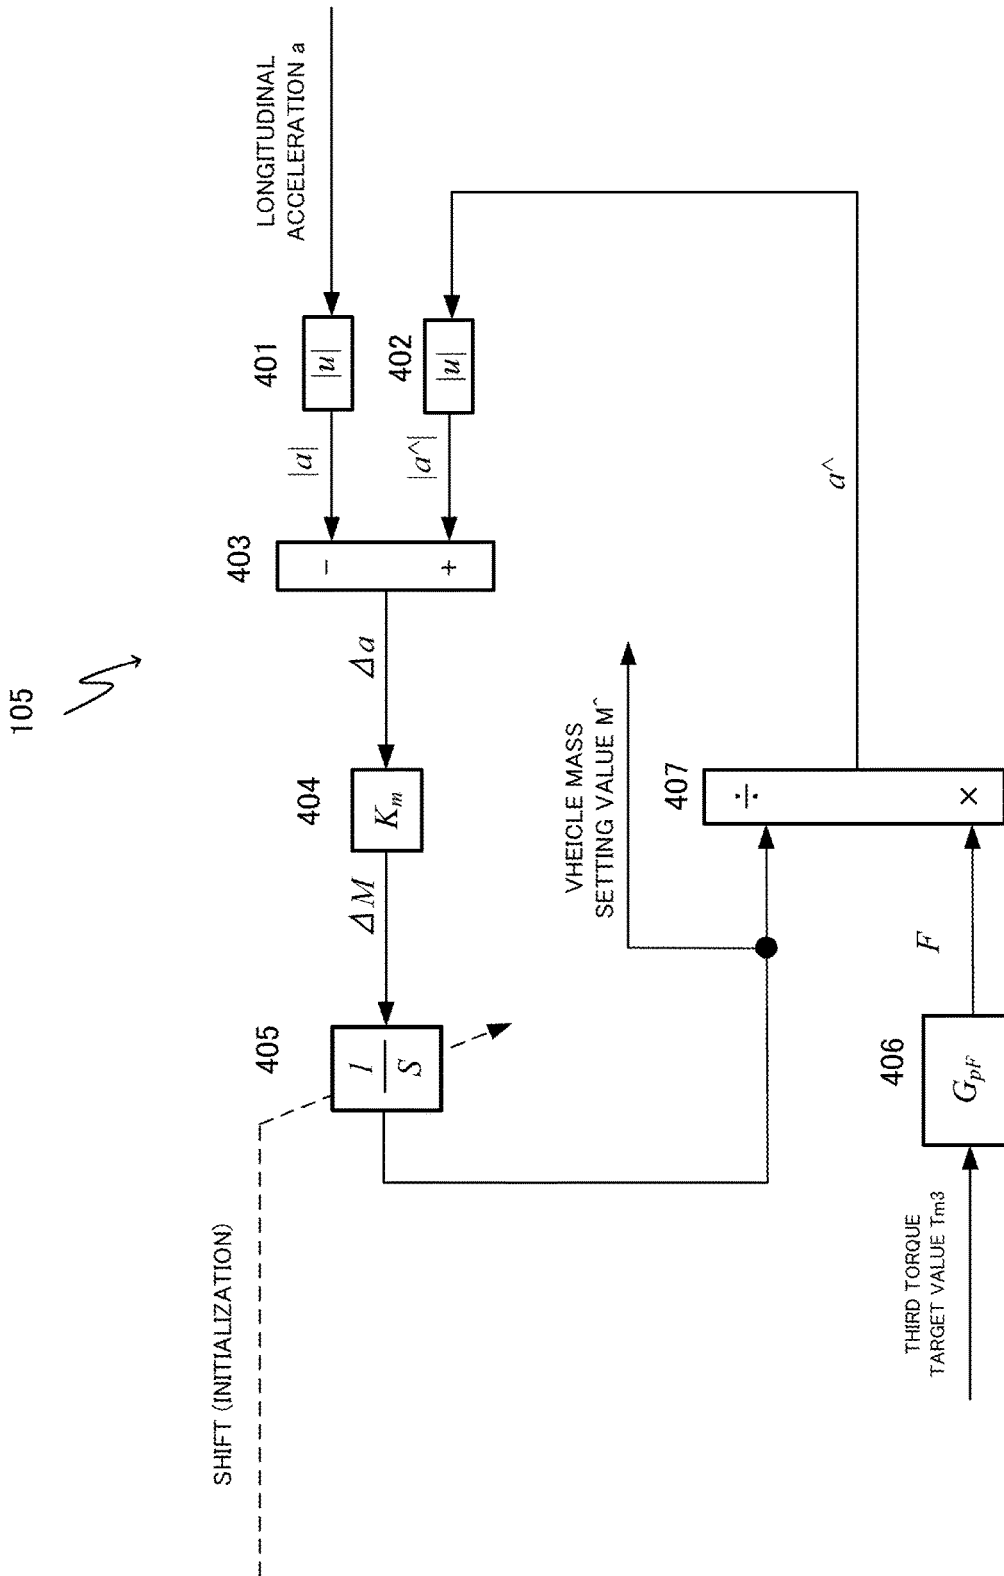 105
SHIFT (INITIALIZATION)
405
1
S
ΔM
404
Km
Δa
403
−
+
|a|
|a^|
401
|u|
402
|u|
LONGITUDINAL
ACCELERATION a
VHEICLE MASS
SETTING VALUE M^
407
÷
×
a^
F
406
GpF
THIRD TORQUE
TARGET VALUE Tm3